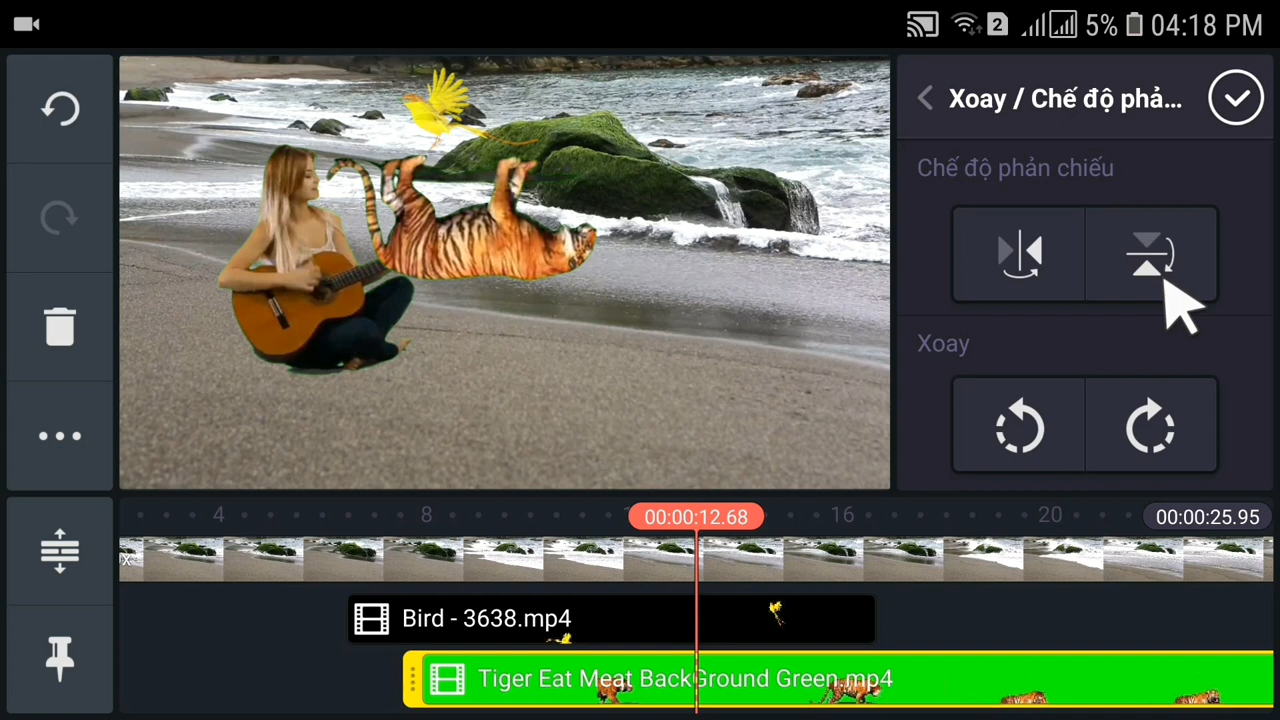 2 5% 04:18 PM
Xoay / Chế độ phả...
Chế độ phản chiếu
Xoay
4 8 00:00:12.68 16 20 00:00:25.95
Bird - 3638.mp4
Tiger Eat Meat BackGround Green.mp4